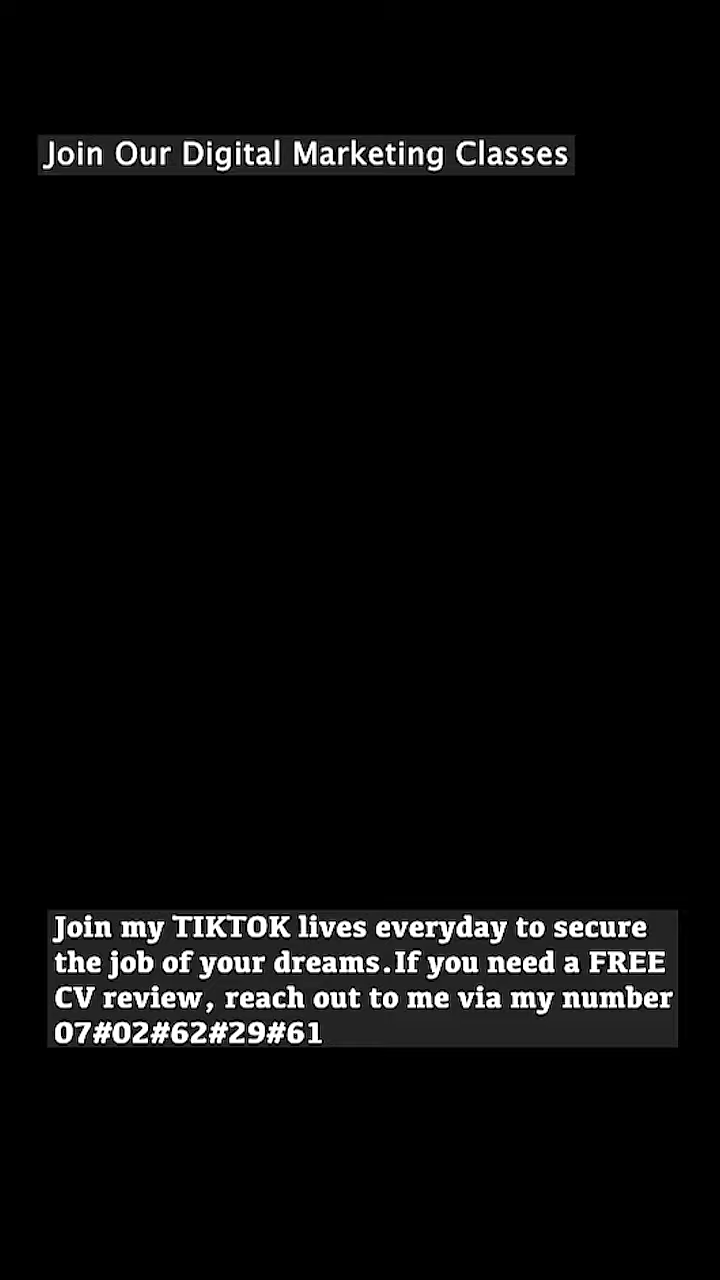 Join Our Digital Marketing Classes
Join my TIKTOK lives everyday to secure
the job of your dreams.If you need a FREE
CV review, reach out to me via my number
07#02#62#29#61